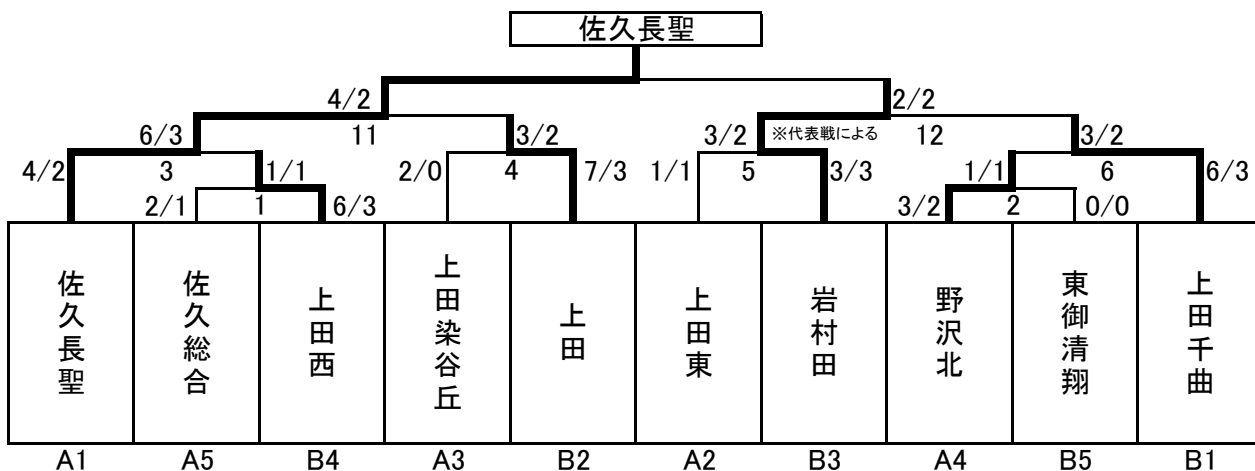 佐久長聖
4/2
2/2
6/3
11
3/2
3/2
※代表戦による
12
3/2
4/2
3
1/1
2/0
4
7/3
1/1
5
3/3
1/1
6
6/3
2/1
1
6/3
3/2
2
0/0
佐久長聖
佐久総合
上田西
上田染谷丘
上田
上田東
岩村田
野沢北
東御清翔
上田千曲
A1
A5
B4
A3
B2
A2
B3
A4
B5
B1